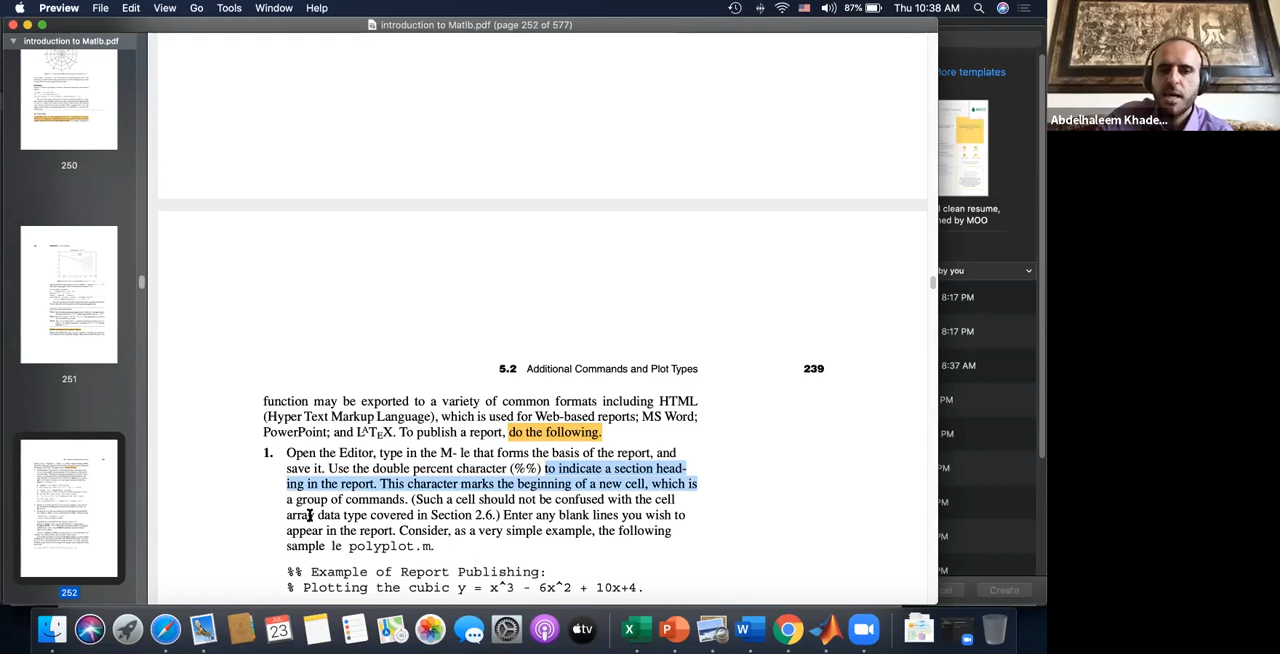 Preview File Edit View Go Tools Window Help
87% Thu 10:38 AM
introduction to Matlb.pdf (page 252 of 577)
introduction to Matlb.pdf
250
251
252
5.2 Additional Commands and Plot Types 239
function may be exported to a variety of common formats including HTML
(Hyper Text Markup Language), which is used for Web-based reports; MS Word;
PowerPoint; and LATEX. To publish a report, do the following.
1. Open the Editor, type in the M- le that forms the basis of the report, and
save it. Use the double percent character (%%) to indicate a section head-
ing in the report. This character marks the beginning of a new cell, which is
a group of commands. (Such a cell should not be confused with the cell
array data type covered in Section 2.6.) Enter any blank lines you wish to
appear in the report. Consider, as a very simple example, the following
sample le polyplot.m.
%% Example of Report Publishing:
% Plotting the cubic y = x^3 - 6x^2 + 10x+4.
ore templates
MOO
l clean resume,
ned by MOO
by you
8:17 PM
8:17 PM
8:37 AM
PM
PM
PM
PM
PM
PM
cel Create
Abdelhaleem Khade...
JUL
23
tv
X
P
W